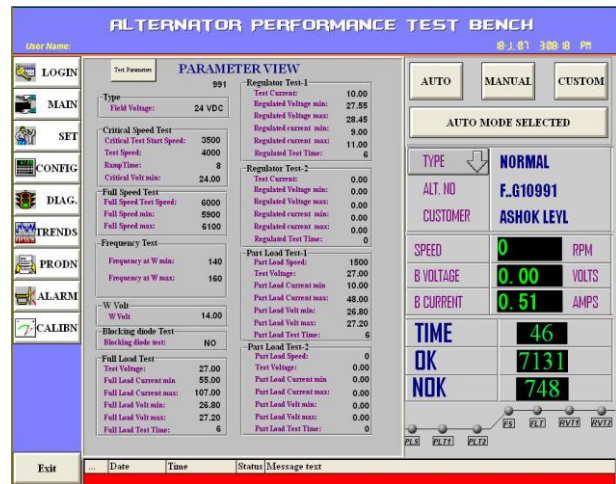 ALTERNATOR PERFORMANCE TEST BENCH
User Name:
LOGIN
MAIN
SET
CONFIG
DIAG.
TRENDS
PRODN
ALARM
CALIBN
Exit
Test Parameters
PARAMETER VIEW
991
Type
Field Voltage: 24 VDC
Critical Speed Test
Critical Test Start Speed: 3500
Test Speed: 4000
RampTime: 8
Critical Volt min: 24.00
Full Speed Test
Full Speed Test Speed: 6000
Full Speed min: 5900
Full Speed max: 6100
Frequency Test
Frequency at W min: 140
Frequency at W max: 160
W Volt
W Volt 14.00
Blocking diode Test
Blocking diode test: NO
Full Load Test
Test Voltage: 27.00
Full Load Current min 55.00
Full Load Current max: 107.00
Full Load Volt min: 26.80
Full Load Volt max: 27.20
Full Load Test Time: 6
Regulator Test-1
Test Current: 10.00
Regulated Voltage min: 27.55
Regulated Voltage max: 28.45
Regulated current min: 9.00
Regulated current max: 11.00
Regulated Test Time: 6
Regulator Test-2
Test Current: 0.00
Regulated Voltage min: 0.00
Regulated Voltage max: 0.00
Regulated current min: 0.00
Regulated current max: 0.00
Regulated Test Time: 0
Part Load Test-1
Part Load Speed: 1500
Test Voltage: 27.00
Part Load Current min 10.00
Part Load Current max: 48.00
Part Load Volt min: 26.80
Part Load Volt max: 27.20
Part Load Test Time: 6
Part Load Test-2
Part Load Speed: 0
Test Voltage: 0.00
Part Load Current min 0.00
Part Load Current max: 0.00
Part Load Volt min: 0.00
Part Load Volt max: 0.00
Part Load Test Time: 0
AUTO MANUAL CUSTOM
AUTO MODE SELECTED
TYPE NORMAL
ALT. NO F..G10991
CUSTOMER ASHOK LEYL
SPEED 0 RPM
B VOLTAGE 0.00 VOLTS
B CURRENT 0.51 AMPS
TIME 46
OK 7131
NOK 748
PLS PLT1 PLT2 FS FLT RVT1 RVT2
... Date Time Status Message text